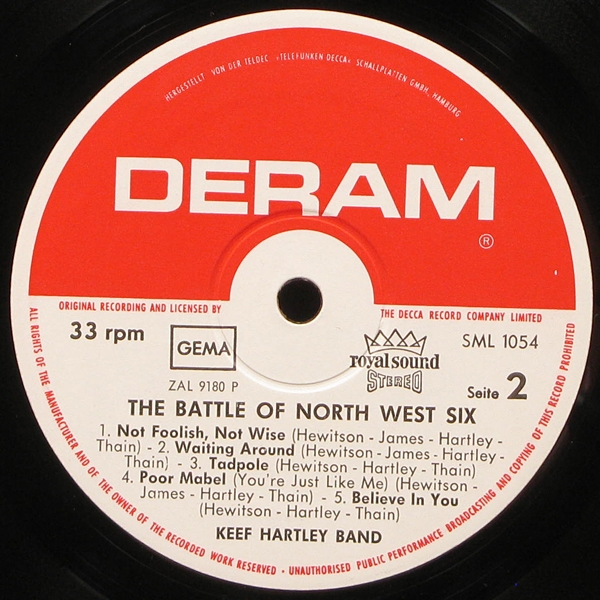 HERGESTELLT VON DER TELDEC »TELEFUNKEN DECCA« SCHALLPLATTEN GMBH., HAMBURG
DERAM
®
ORIGINAL RECORDING AND LICENSED BY THE DECCA RECORD COMPANY LIMITED
33 rpm
GEMA
royal sound
STEREO
SML 1054
ZAL 9180 P
Seite 2
THE BATTLE OF NORTH WEST SIX
1. Not Foolish, Not Wise (Hewitson - James - Hartley -
Thain) - 2. Waiting Around (Hewitson - James - Hartley -
Thain) - 3. Tadpole (Hewitson - Hartley - Thain)
4. Poor Mabel (You're Just Like Me) (Hewitson
- James - Hartley - Thain) - 5. Believe In You
(Hewitson - Hartley - Thain)
KEEF HARTLEY BAND
ALL RIGHTS OF THE MANUFACTURER AND OF THE OWNER OF THE RECORDED WORK RESERVED - UNAUTHORISED PUBLIC PERFORMANCE BROADCASTING AND COPYING OF THIS RECORD PROHIBITED